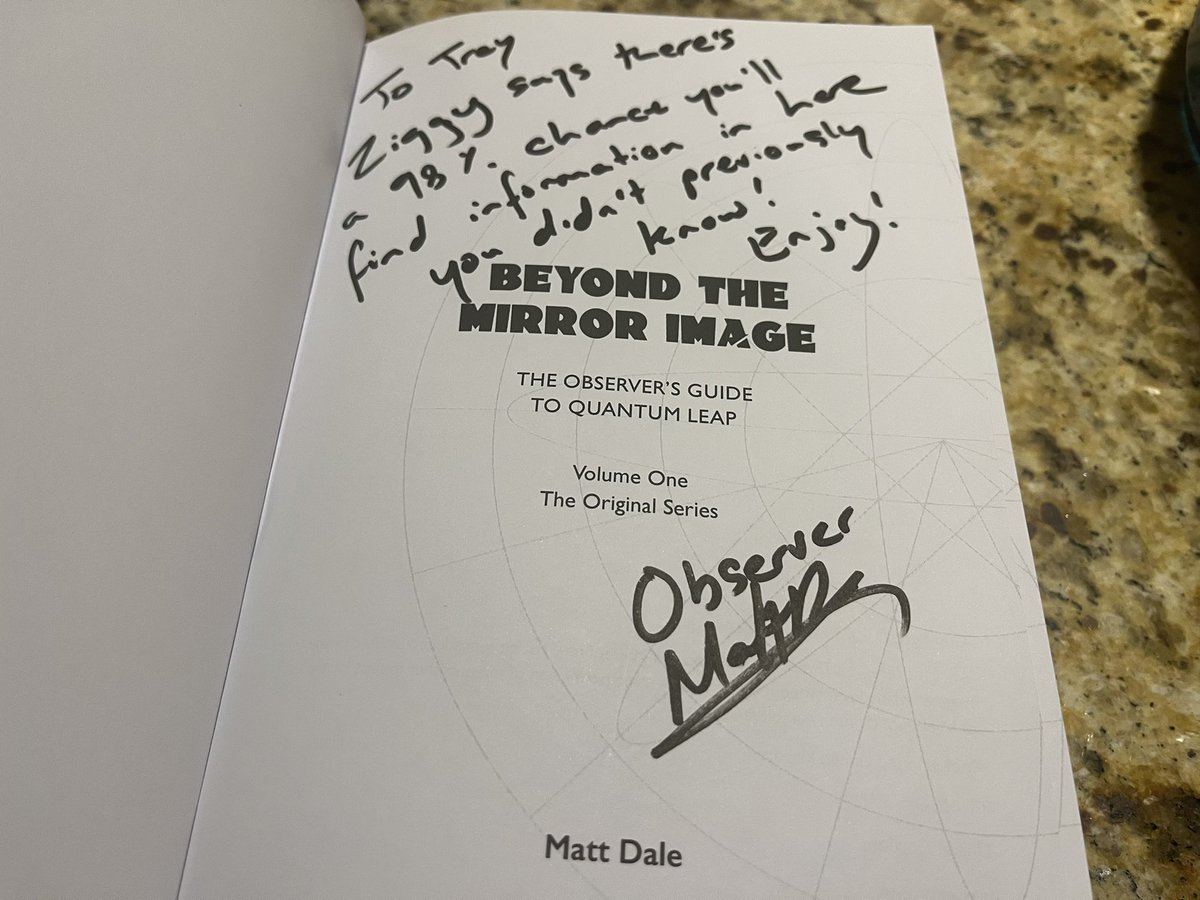 To Troy
Ziggy says there's
a 98%. chance you'll
find information in here
you didn't previously
know! Enjoy!
BEYOND THE
MIRROR IMAGE
THE OBSERVER'S GUIDE
TO QUANTUM LEAP
Volume One
The Original Series
Observer
Matt D
Matt Dale